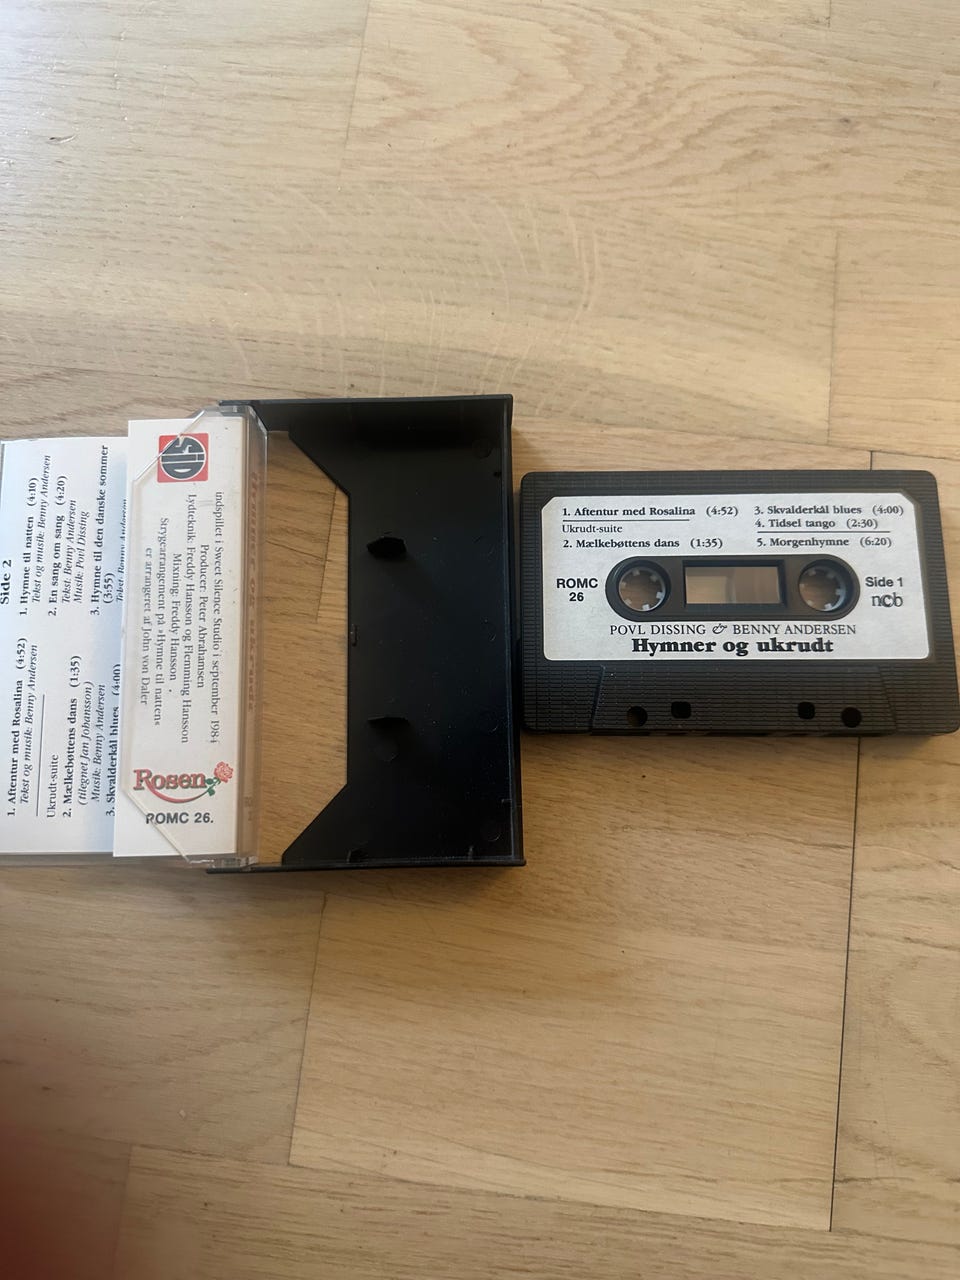 Side 2
1. Hymne til natten (4:10)
Tekst og musik: Benny Andersen
2. En sang om sang (4:20)
Tekst: Benny Andersen
Musik: Povl Dissing
3. Hymne til den danske sommer
(3:55)
Tekst: Benny Andersen
1. Aftentur med Rosalina (4:52)
Tekst og musik: Benny Andersen
Ukrudt-suite
2. Mælkebøttens dans (1:35)
(tilegnet Jan Johansson)
Musik: Benny Andersen
3. Skvalderkål blues (4:00)
SID
indspillet i Sweet Silence Studio i september 1984
Producer: Peter Abrahamsen
Lydteknik: Freddy Hansson og Flemming Hansson
Mixning: Freddy Hansson
Strygearrangement på »Hymne til natten«
er arrangeret af John von Daler
Rosen
ROMC 26.
Hymner og ukrudt
1. Aftentur med Rosalina (4:52)
Ukrudt-suite
2. Mælkebøttens dans (1:35)
3. Skvalderkål blues (4:00)
4. Tidsel tango (2:30)
5. Morgenhymne (6:20)
ROMC
26
Side 1
ncb
POVL DISSING & BENNY ANDERSEN
Hymner og ukrudt